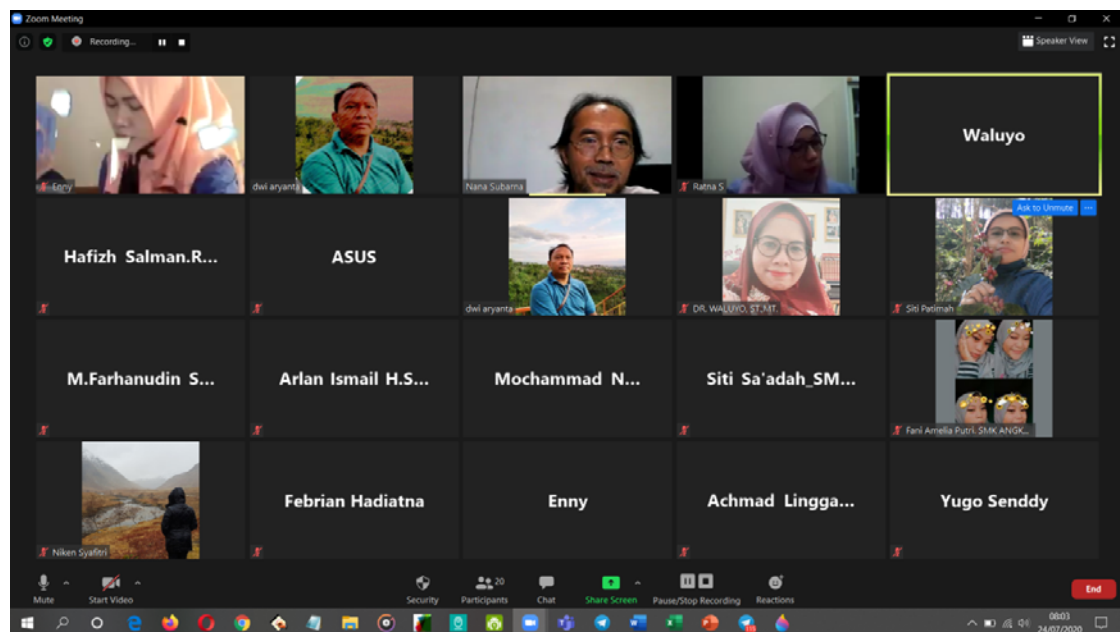 Zoom Meeting
Recording...
Speaker View
Enny
dwi aryanta
Nana Subarna
Ratna S
Waluyo
Ask to Unmute
Hafizh Salman.R...
ASUS
dwi aryanta
DR. WALUYO, ST.,MT.
Siti Patimah
M.Farhanudin S...
Arlan Ismail H.S...
Mochammad N...
Siti Sa'adah_SM...
Fani Amelia Putri. SMK ANGK...
Niken Syafitri
Febrian Hadiatna
Enny
Achmad Lingga...
Yugo Senddy
Mute
Start Video
Security
Participants 20
Chat
Share Screen
Pause/Stop Recording
Reactions
End
08:03
24/07/2020